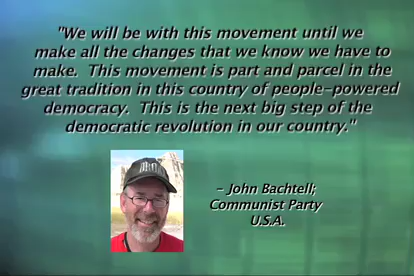 "We will be with this movement until we
make all the changes that we know we have to
make. This movement is part and parcel in the
great tradition in this country of people-powered
democracy. This is the next big step of the
democratic revolution in our country."
- John Bachtell;
Communist Party
U.S.A.